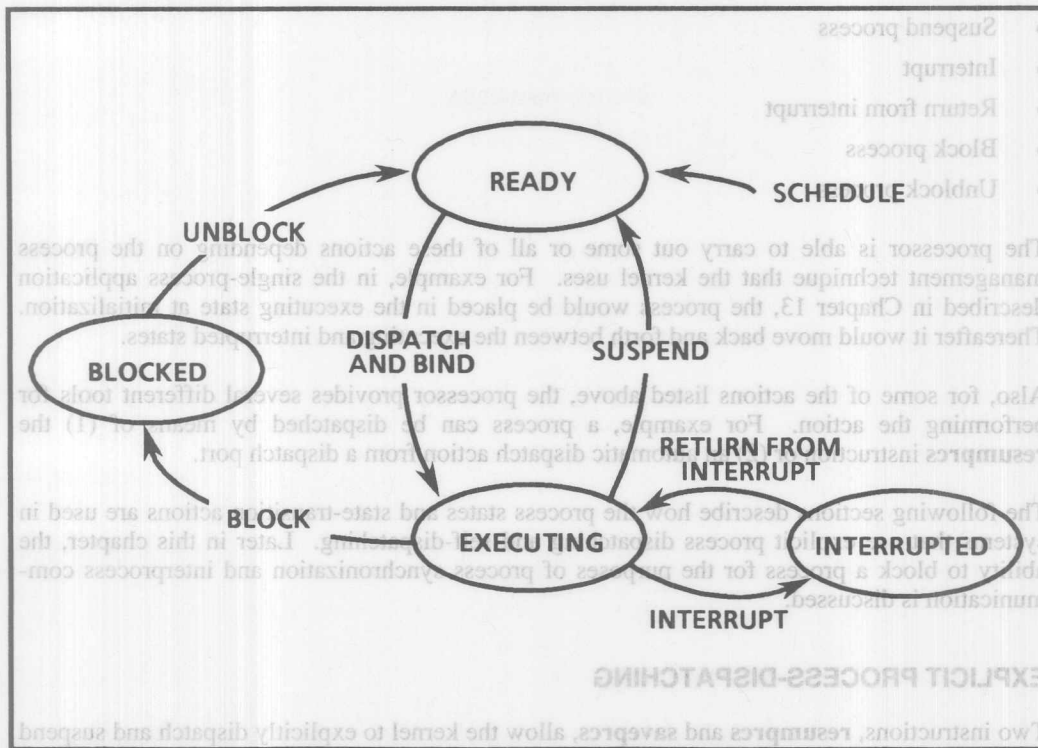 READY
SCHEDULE
UNBLOCK
BLOCKED
DISPATCH
AND BIND
SUSPEND
RETURN FROM
INTERRUPT
BLOCK
EXECUTING
INTERRUPTED
INTERRUPT
Suspend process
Interrupt
Return from interrupt
Block process
Unblock process
The processor is able to carry out some or all of these actions depending on the process
management technique that the kernel uses. For example, in the single-process application
described in Chapter 13, the process would be placed in the executing state at initialization.
Thereafter it would move back and forth between the executing and interrupted states.
Also, for some of the actions listed above, the processor provides several different tools for
performing the action. For example, a process can be dispatched by means of (1) the
resumpres instruction or (2) an automatic dispatch action from a dispatch port.
The following sections describe how the process states and state-transition actions are used in
explicit process dispatching and self-dispatching. Later in this chapter, the
ability to block a process for the purposes of process synchronization and interprocess com-
munication is discussed.
EXPLICIT PROCESS-DISPATCHING
Two instructions, resumpres and savepres, allow the kernel to explicitly dispatch and suspend